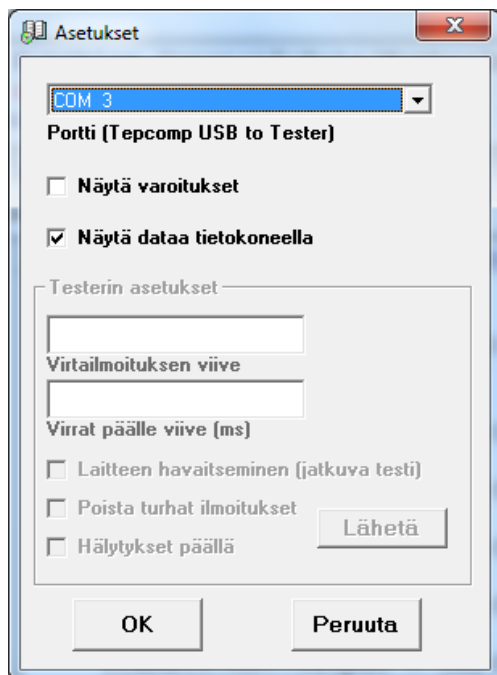 Asetukset
COM 3
Portti (Tepcomp USB to Tester)
Näytä varoitukset
Näytä dataa tietokoneella
Testerin asetukset
Virtailmoituksen viive
Virrat päälle viive (ms)
Laitteen havaitseminen (jatkuva testi)
Poista turhat ilmoitukset
Lähetä
Hälytykset päällä
OK Peruuta